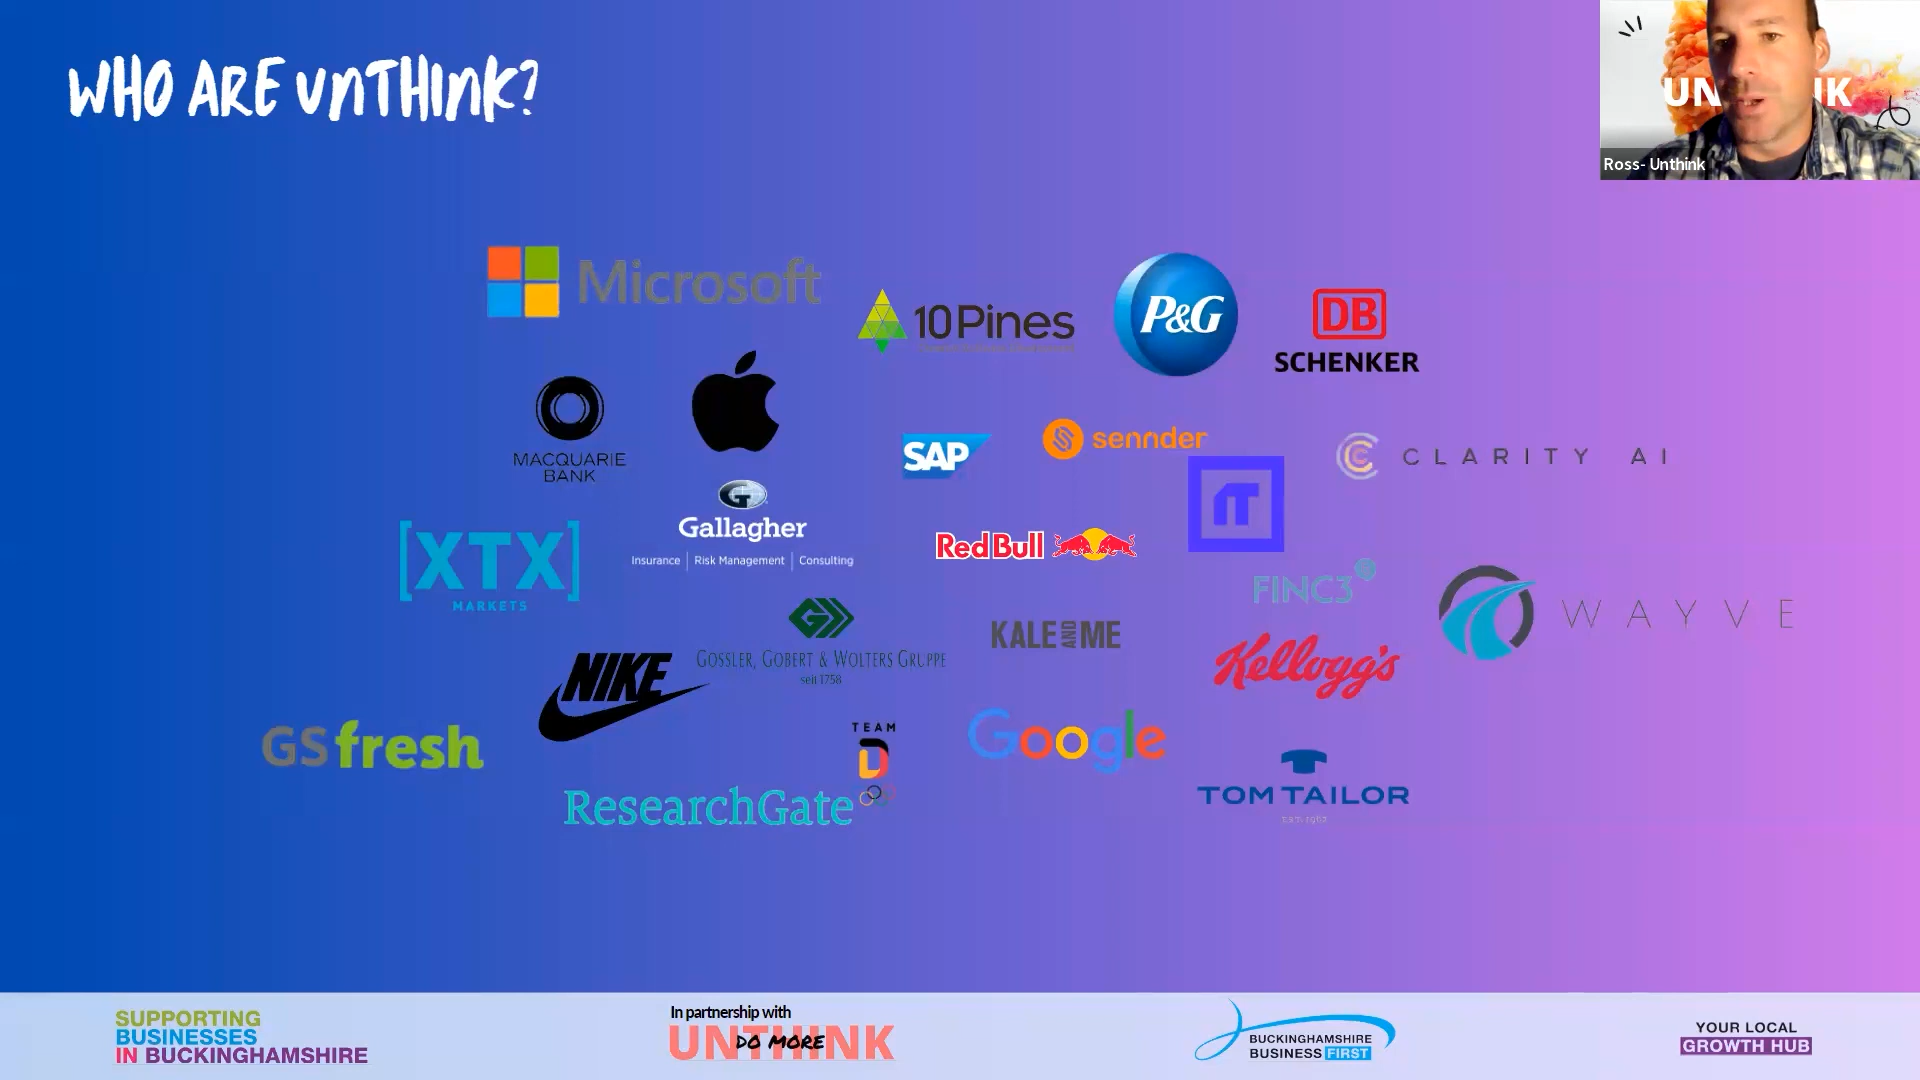 WHO ARE UNTHINK?
UN IK
Ross- Unthink
Microsoft
10Pines
P&G
DB
SCHENKER
MACQUARIE
BANK
SAP
sennder
CLARITY AI
Gallagher
Insurance | Risk Management | Consulting
[XTX]
MARKETS
Red Bull
FINC3
WAYVE
KALE AND ME
GOSSLER, GOBERT & WOLTERS GRUPPE
seit 1758
NIKE
Kellogg's
GSfresh
TEAM
D
Google
ResearchGate
TOM TAILOR
SUPPORTING
BUSINESSES
IN BUCKINGHAMSHIRE
In partnership with
UNTHINK
DO MORE
BUCKINGHAMSHIRE
BUSINESS FIRST
YOUR LOCAL
GROWTH HUB